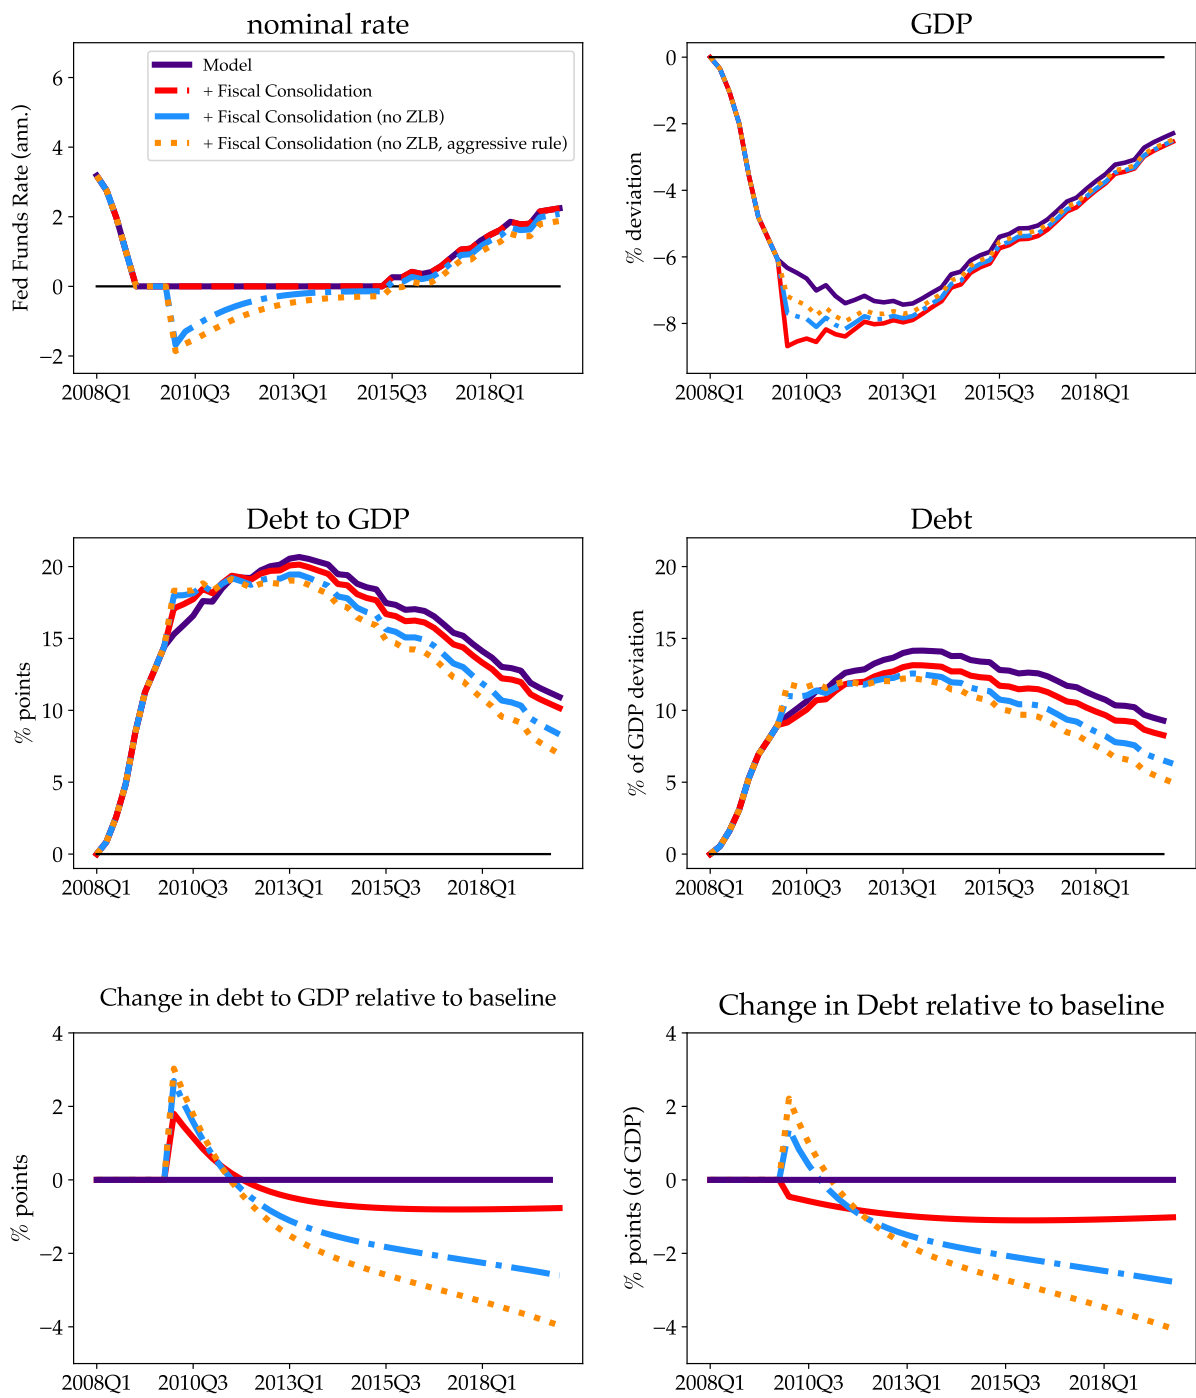 nominal rate
Fed Funds Rate (ann.)
6
4
2
0
−2
Model
+ Fiscal Consolidation
+ Fiscal Consolidation (no ZLB)
+ Fiscal Consolidation (no ZLB, aggressive rule)
2008Q1 2010Q3 2013Q1 2015Q3 2018Q1
GDP
% deviation
0
−2
−4
−6
−8
2008Q1 2010Q3 2013Q1 2015Q3 2018Q1
Debt to GDP
% points
20
15
10
5
0
2008Q1 2010Q3 2013Q1 2015Q3 2018Q1
Debt
% of GDP deviation
20
15
10
5
0
2008Q1 2010Q3 2013Q1 2015Q3 2018Q1
Change in debt to GDP relative to baseline
% points
4
2
0
−2
−4
2008Q1 2010Q3 2013Q1 2015Q3 2018Q1
Change in Debt relative to baseline
% points (of GDP)
4
2
0
−2
−4
2008Q1 2010Q3 2013Q1 2015Q3 2018Q1